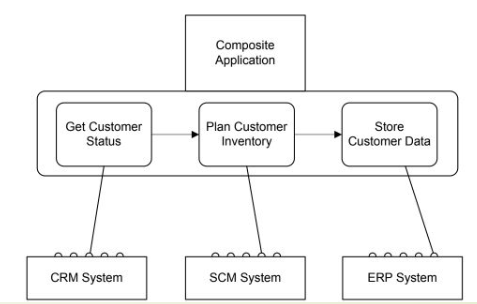 Composite
Application
Get Customer
Status
Plan Customer
Inventory
Store
Customer Data
CRM System
SCM System
ERP System